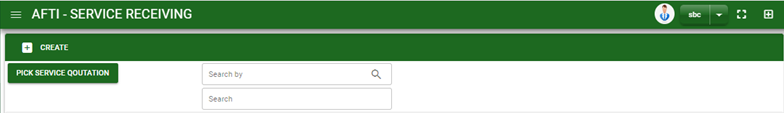 AFTI - SERVICE RECEIVING
sbc
CREATE
PICK SERVICE QOUTATION
Search by
Search